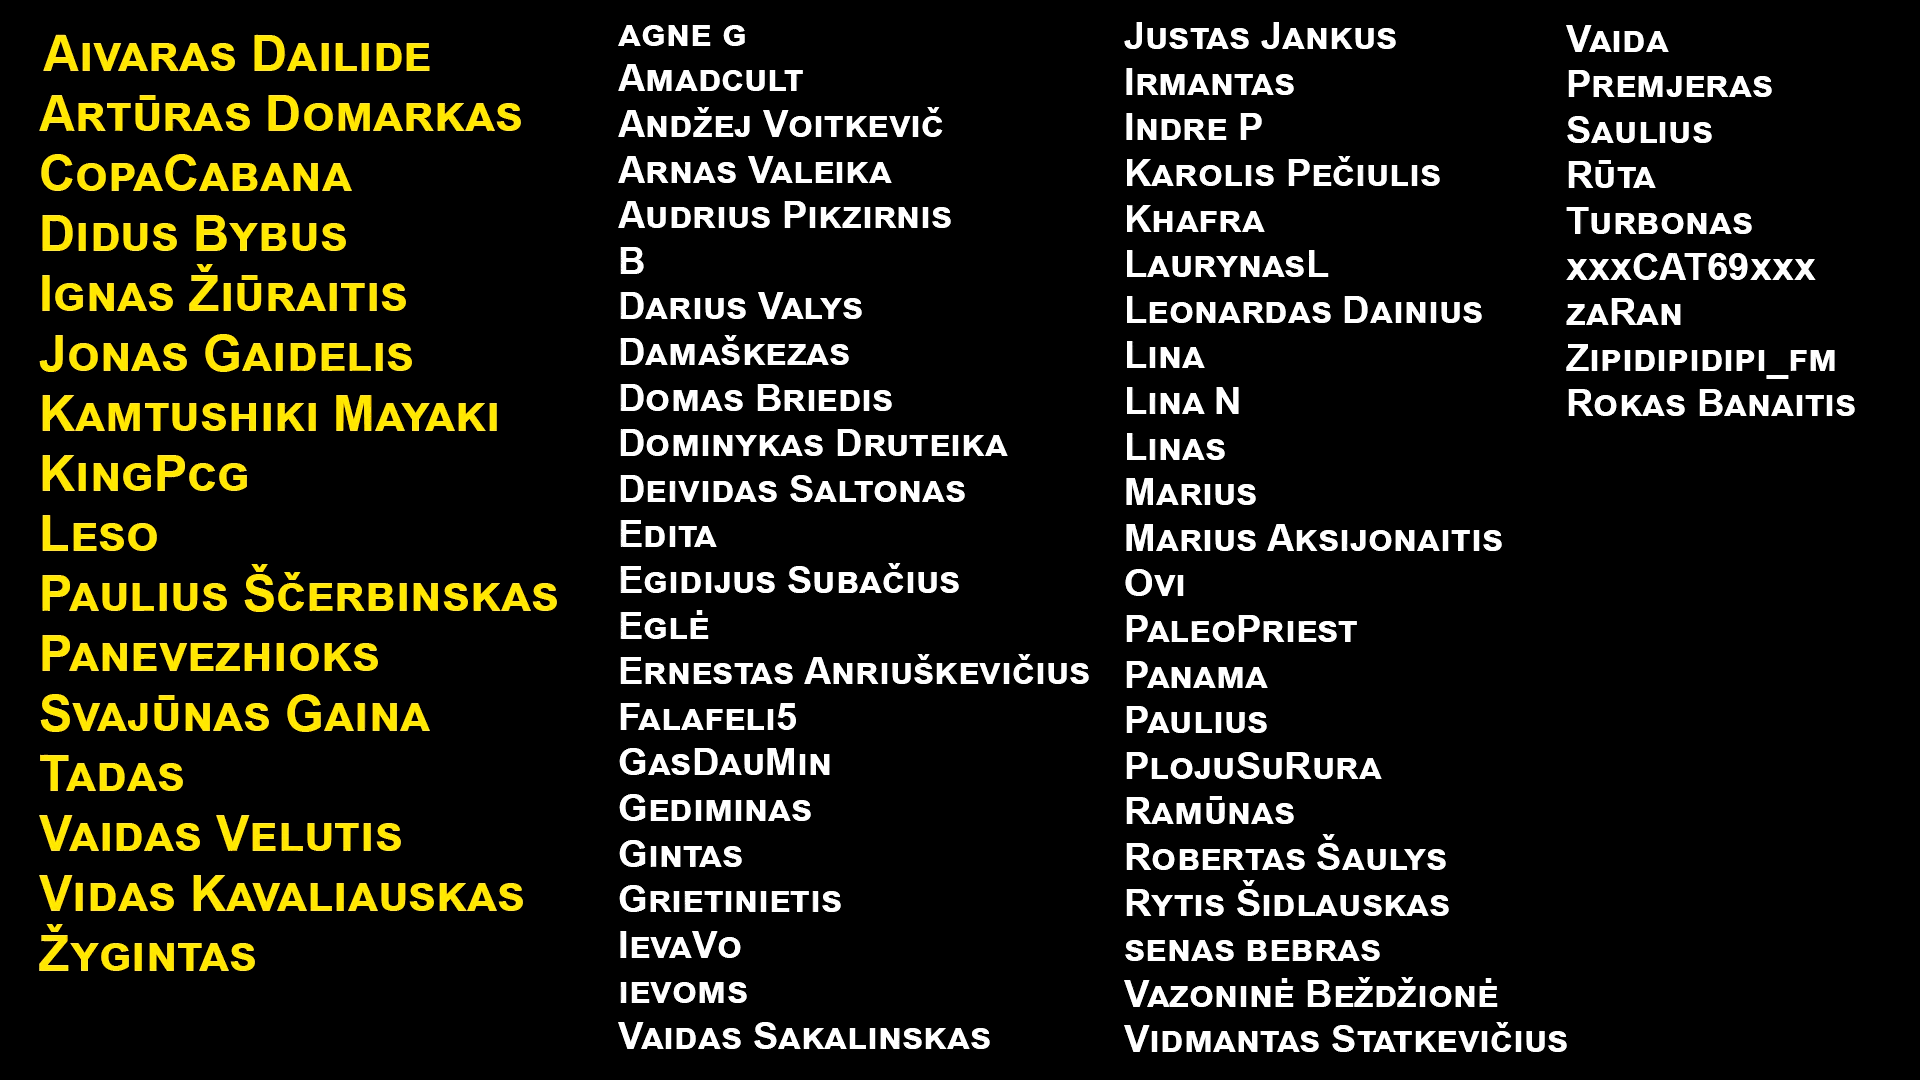 Aivaras Dailide
Artūras Domarkas
CopaCabana
Didus Bybus
Ignas Žiūraitis
Jonas Gaidelis
Kamtushiki Mayaki
KingPcg
Leso
Paulius Ščerbinskas
Panevezhioks
Svajūnas Gaina
Tadas
Vaidas Velutis
Vidas Kavaliauskas
Žygintas
agne g
Amadcult
Andžej Voitkevič
Arnas Valeika
Audrius Pikzirnis
B
Darius Valys
Damaškezas
Domas Briedis
Dominykas Druteika
Deividas Saltonas
Edita
Egidijus Subačius
Eglė
Ernestas Anriuškevičius
Falafeli5
GasDauMin
Gediminas
Gintas
Grietinietis
IevaVo
ievoms
Vaidas Sakalinskas
Justas Jankus
Irmantas
Indre P
Karolis Pečiulis
Khafra
LaurynasL
Leonardas Dainius
Lina
Lina N
Linas
Marius
Marius Aksijonaitis
Ovi
PaleoPriest
Panama
Paulius
PlojuSuRura
Ramūnas
Robertas Šaulys
Rytis Šidlauskas
senas bebras
Vazoninė Beždžionė
Vidmantas Statkevičius
Vaida
Premjeras
Saulius
Rūta
Turbonas
xxxCAT69xxx
zaRan
Zipidipidipi_fm
Rokas Banaitis